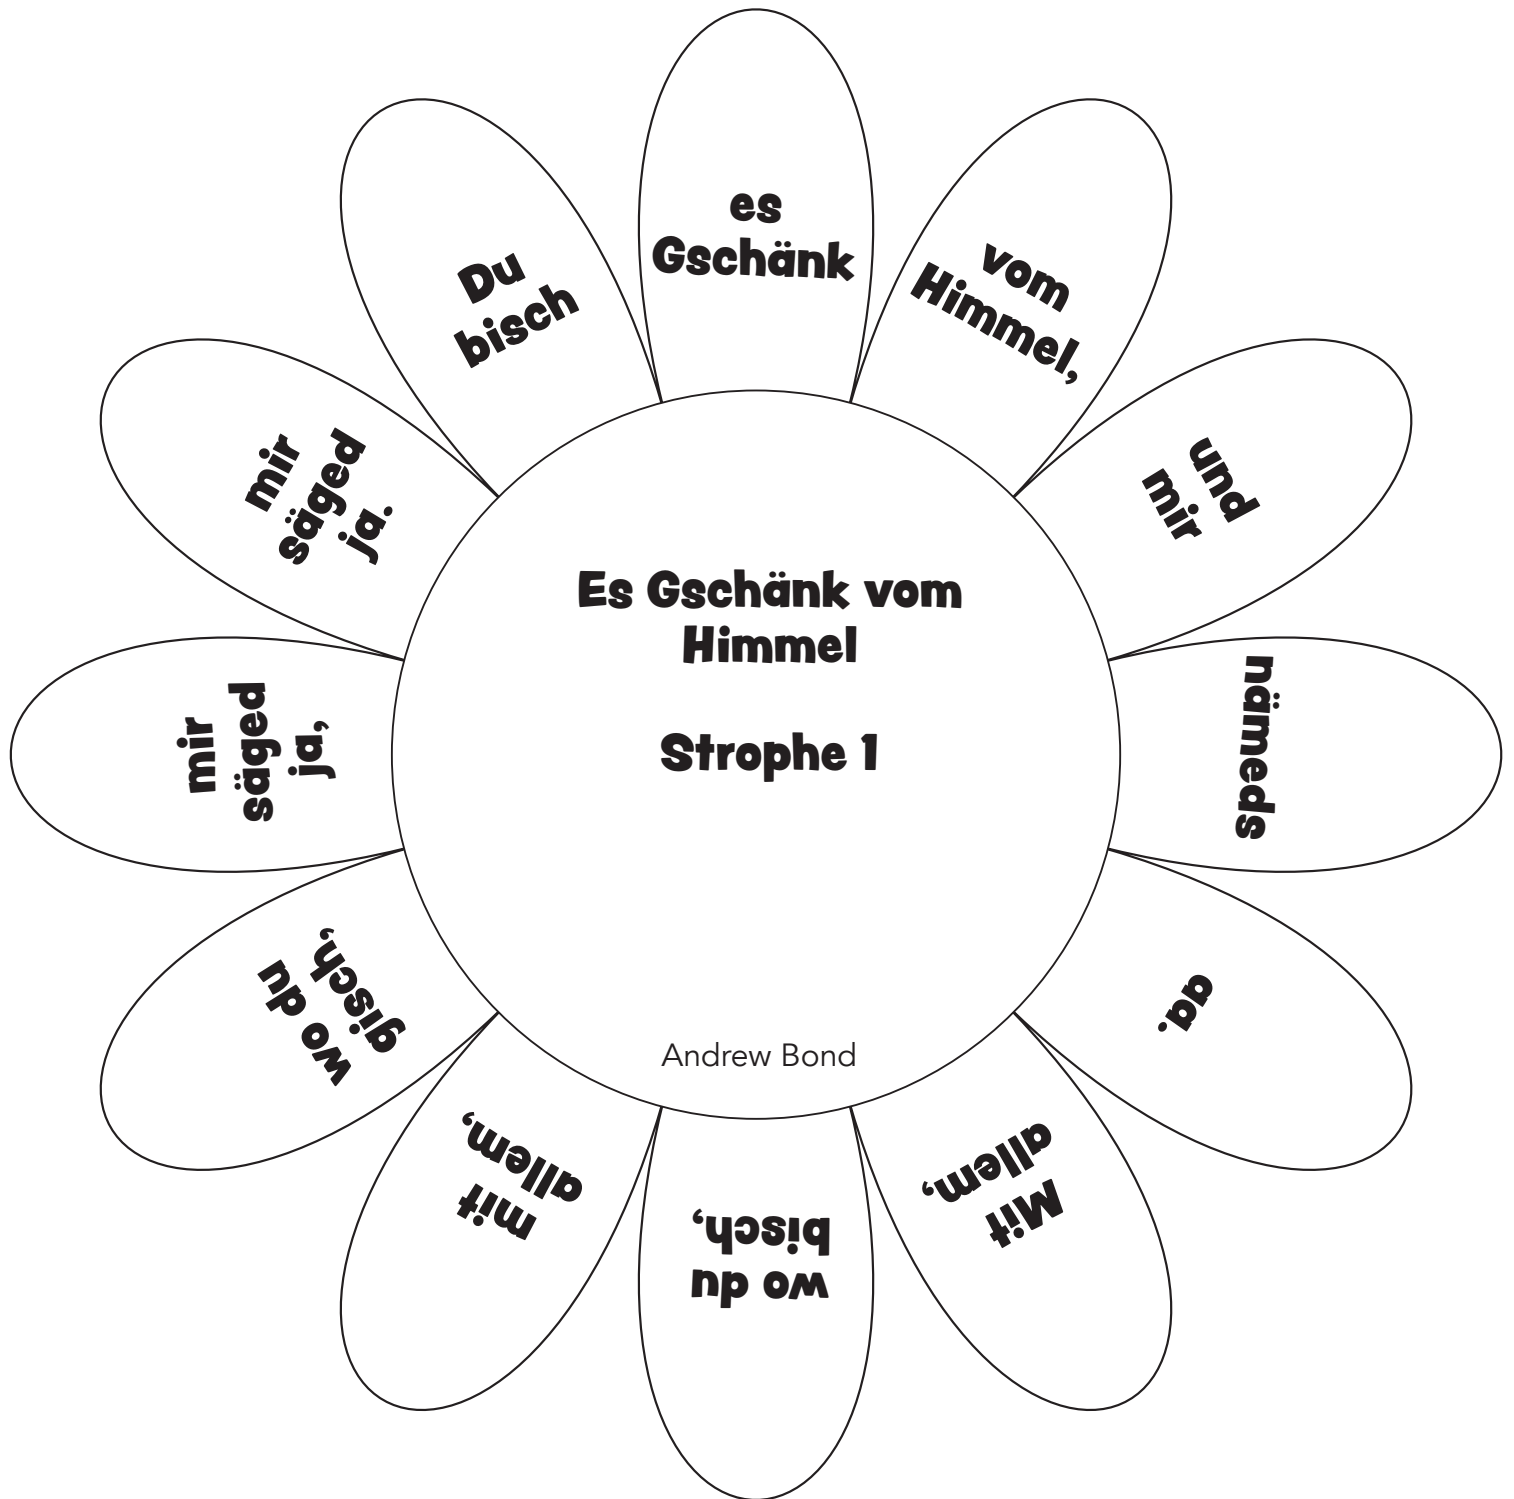 Es Gschänk vom
Himmel
Strophe 1
Andrew Bond
Du
bisch
es
Gschänk
vom
Himmel,
und
mir
nämeds
aa.
Mit
allem,
wo du
bisch,
mit
allem,
wo du
gisch,
mir
säged
ja,
mir
säged
ja.